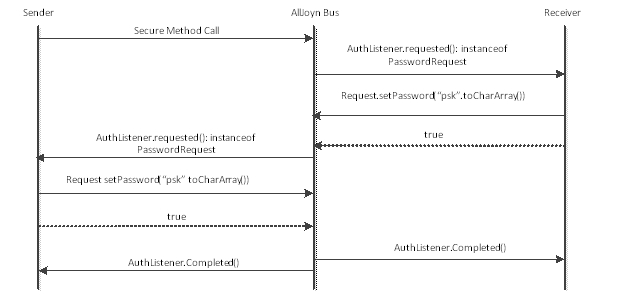 Sender
AllJoyn Bus
Receiver
Secure Method Call
AuthListener.requested(): instanceof
PasswordRequest
Request.setPassword("psk".toCharArray())
true
AuthListener.requested(): instanceof
PasswordRequest
Request setPassword("psk" toCharArray())
true
AuthListener.Completed()
AuthListener.Completed()